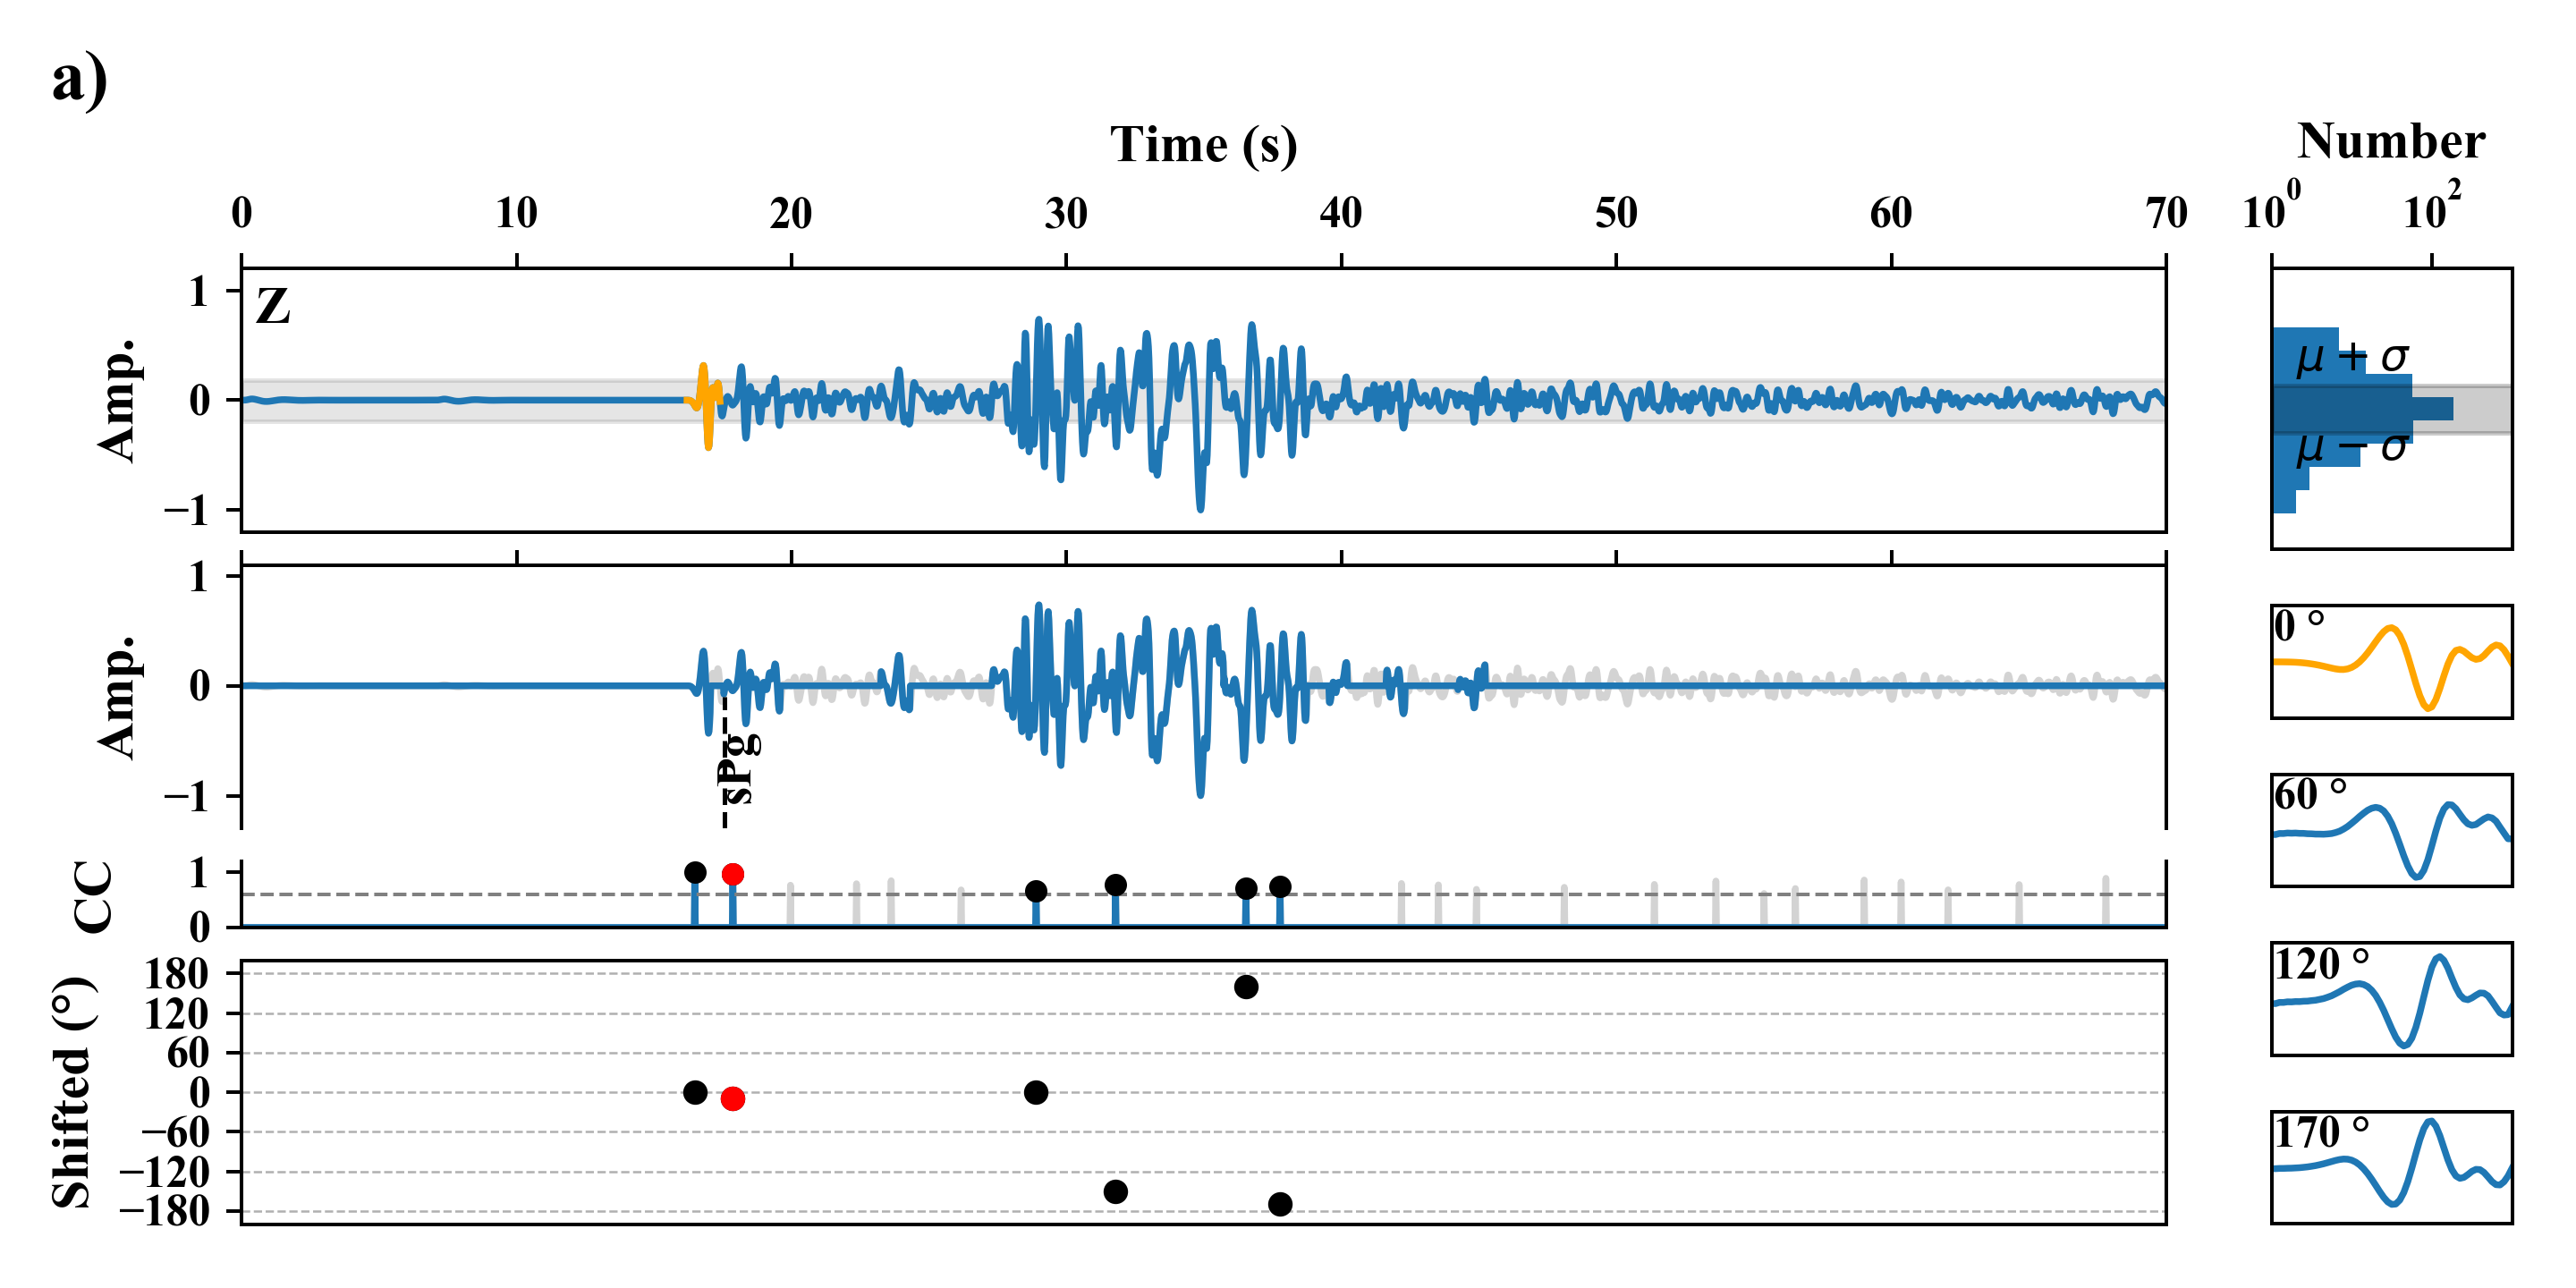 a)
Time (s)
Number
0 10 20 30 40 50 60 70
10^0 10^2
Amp.
1
0
−1
Z
μ + σ
μ − σ
Amp.
1
0
−1
sPg
0 °
60 °
CC
1
0
Shifted (°)
180
120
60
0
−60
−120
−180
120 °
170 °